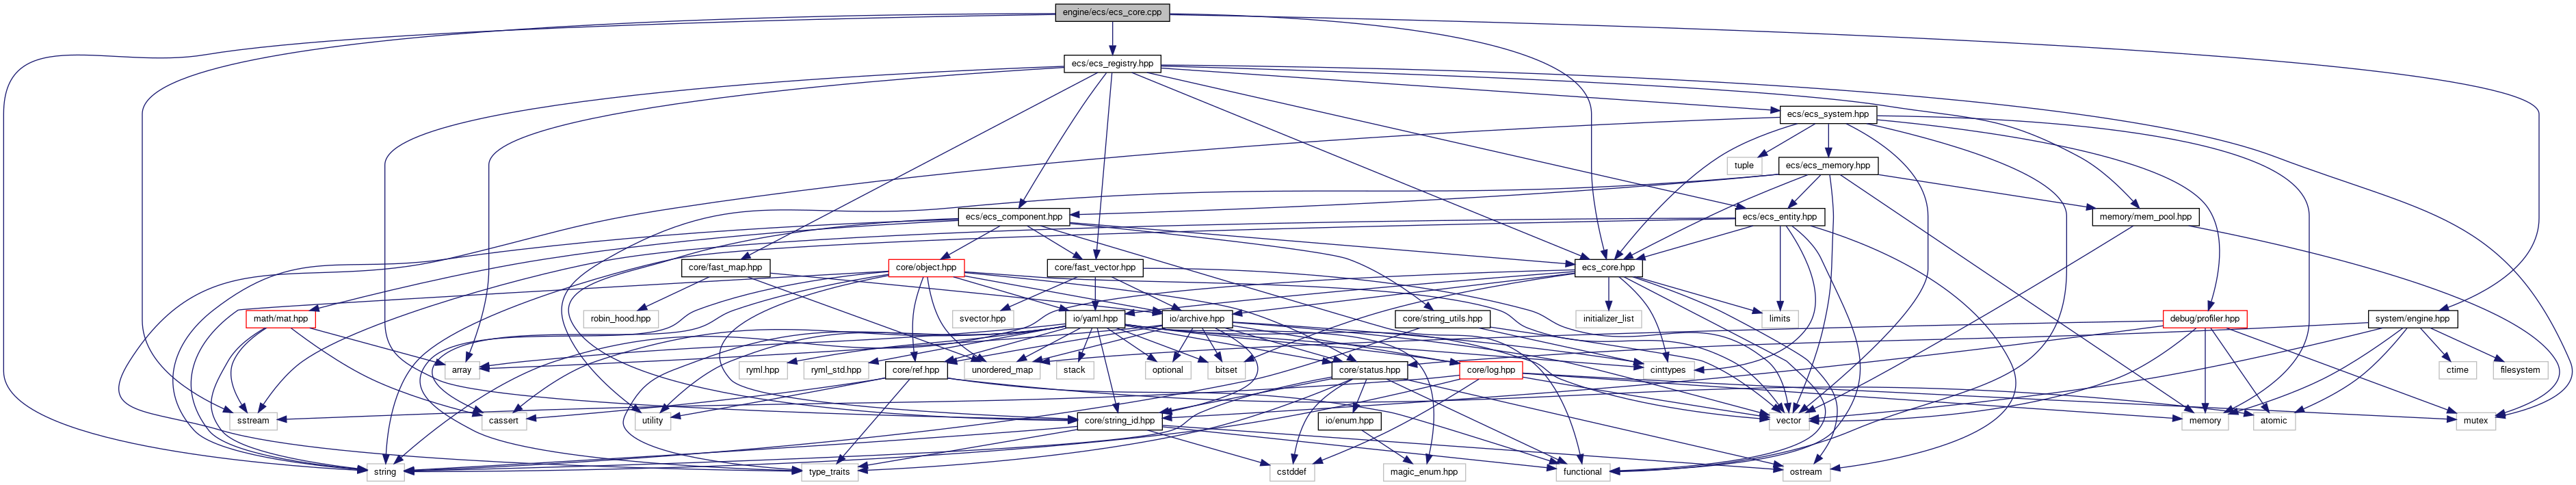 engine/ecs/ecs_core.cpp
ecs/ecs_registry.hpp
ecs/ecs_system.hpp
tuple
ecs/ecs_memory.hpp
ecs/ecs_component.hpp
ecs/ecs_entity.hpp
memory/mem_pool.hpp
core/fast_map.hpp
core/object.hpp
core/fast_vector.hpp
ecs_core.hpp
robin_hood.hpp
math/mat.hpp
svector.hpp
io/yaml.hpp
io/archive.hpp
core/string_utils.hpp
initializer_list
limits
debug/profiler.hpp
system/engine.hpp
array
ryml.hpp
ryml_std.hpp
core/ref.hpp
unordered_map
stack
optional
bitset
core/status.hpp
core/log.hpp
cinttypes
ctime
filesystem
sstream
cassert
utility
core/string_id.hpp
io/enum.hpp
vector
memory
atomic
mutex
string
type_traits
cstddef
magic_enum.hpp
functional
ostream